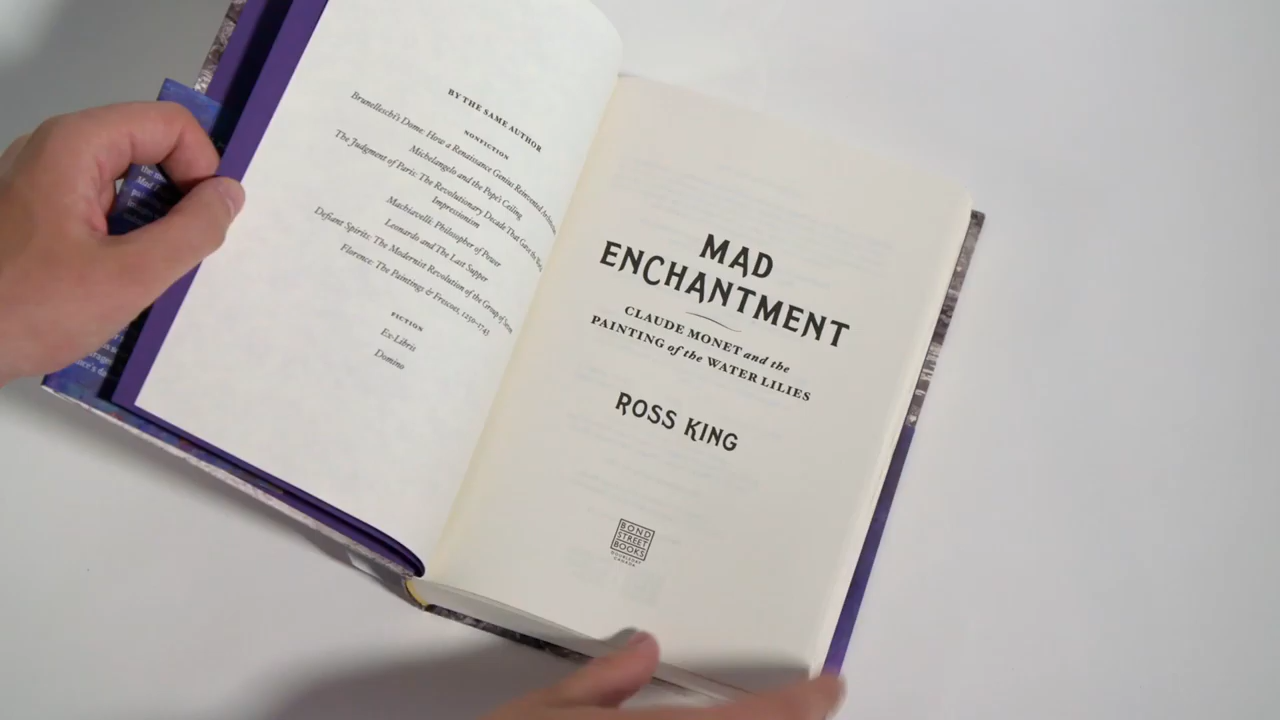 BY THE SAME AUTHOR
NONFICTION
Brunelleschi's Dome: How a Renaissance Genius Reinvented
Michelangelo and the Pope's Ceiling
The Judgment of Paris: The Revolutionary Decade That Gave the
Impressionism
Machiavelli: Philosopher of Power
Leonardo and The Last Supper
Defiant Spirits: The Modernist Revolution of the Group of Seven
Florence: The Paintings & Frescoes, 1250–1743
FICTION
Ex-Libris
Domino
MAD
ENCHANTMENT
CLAUDE MONET and the
PAINTING of the WATER LILIES
ROSS KING
BOND
STREET
BOOKS
DOUBLEDAY
CANADA